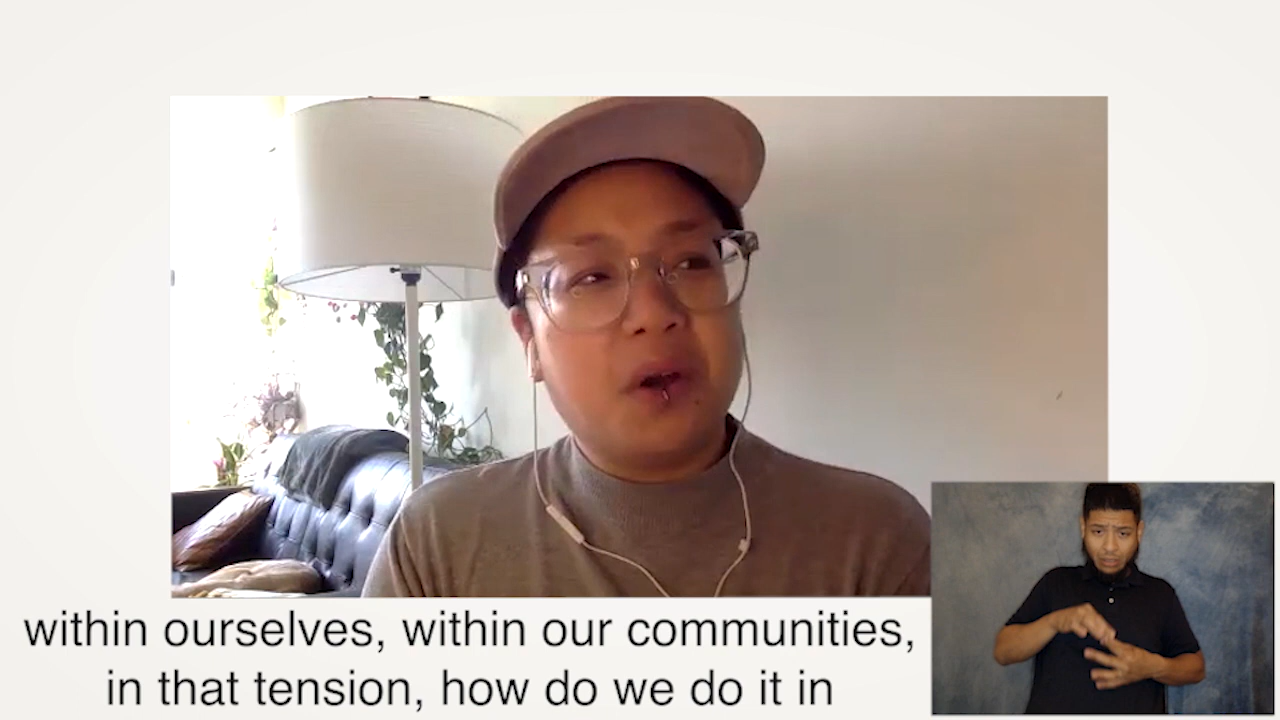 within ourselves, within our communities,
in that tension, how do we do it in